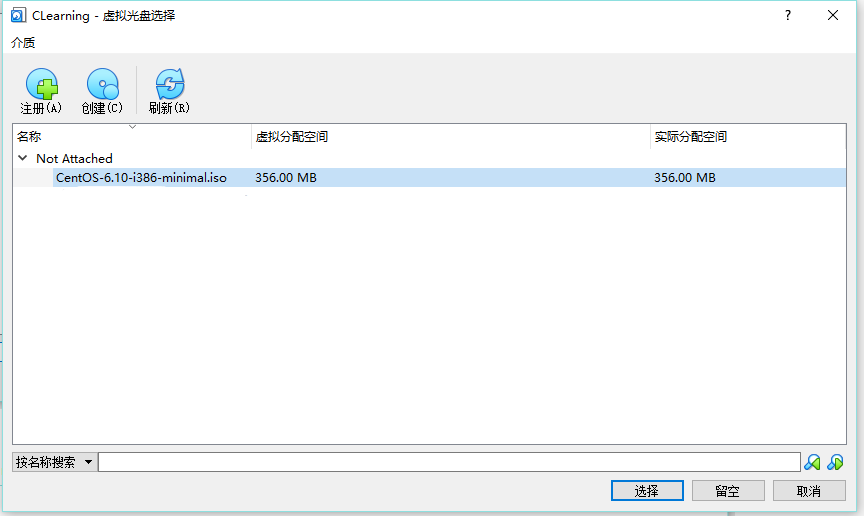 CLearning - 虚拟光盘选择
介质
注册(A) 创建(C) 刷新(R)
名称 虚拟分配空间 实际分配空间
Not Attached
CentOS-6.10-i386-minimal.iso 356.00 MB 356.00 MB
按名称搜索
选择 留空 取消